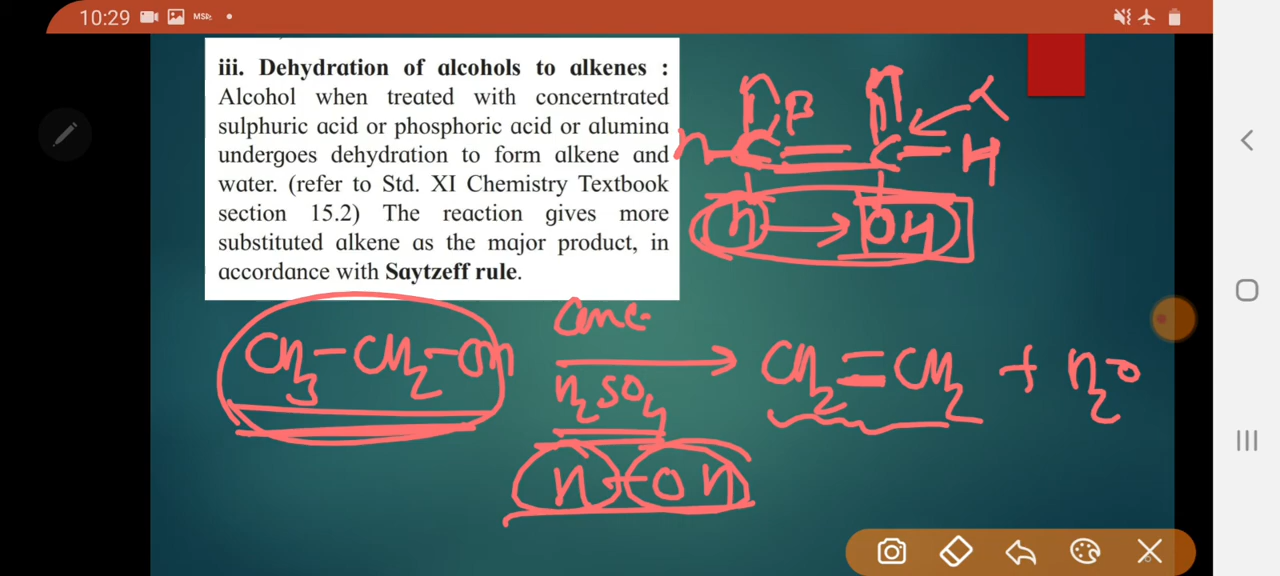 10:29
iii. Dehydration of alcohols to alkenes :
Alcohol when treated with concerntrated
sulphuric acid or phosphoric acid or alumina
undergoes dehydration to form alkene and
water. (refer to Std. XI Chemistry Textbook
section 15.2) The reaction gives more
substituted alkene as the major product, in
accordance with Saytzeff rule.
β α
H–C=C–H
H → OH
Conc.
CH3–CH2–OH → CH2=CH2 + H2O
H2SO4
H+OH